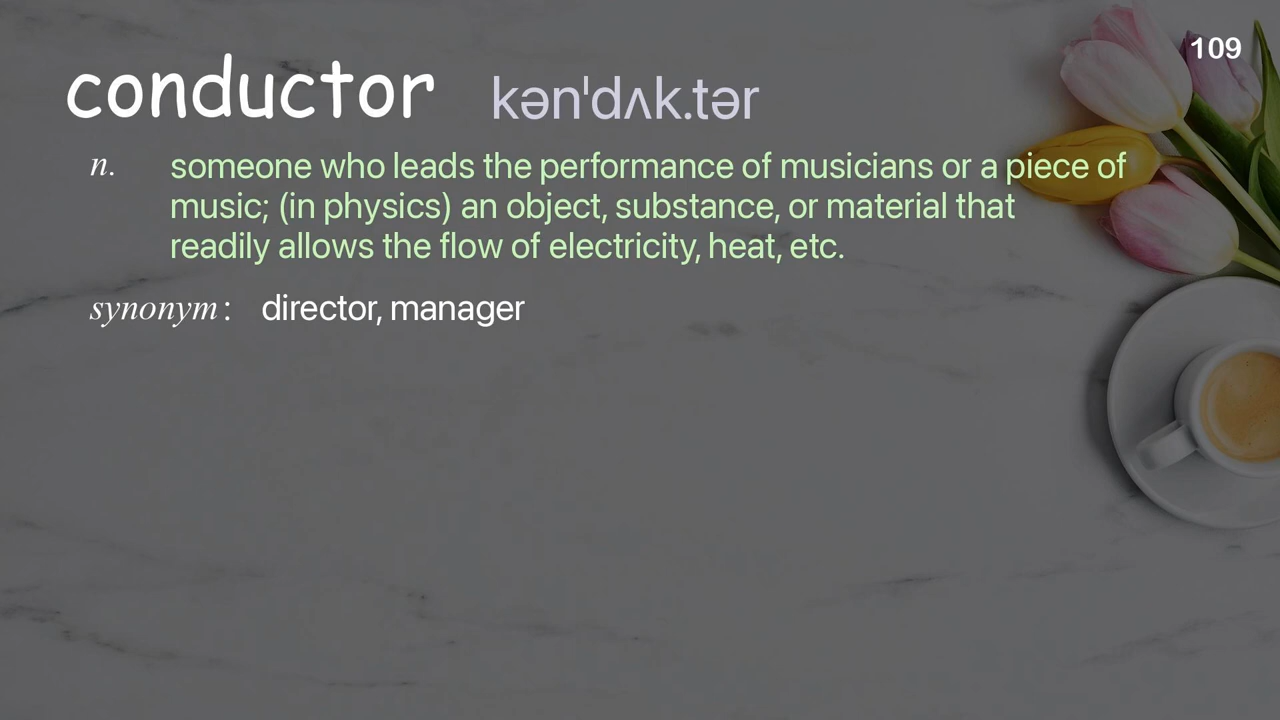 109
conductor kən'dʌk.tər
n. someone who leads the performance of musicians or a piece of
music; (in physics) an object, substance, or material that
readily allows the flow of electricity, heat, etc.
synonym: director, manager